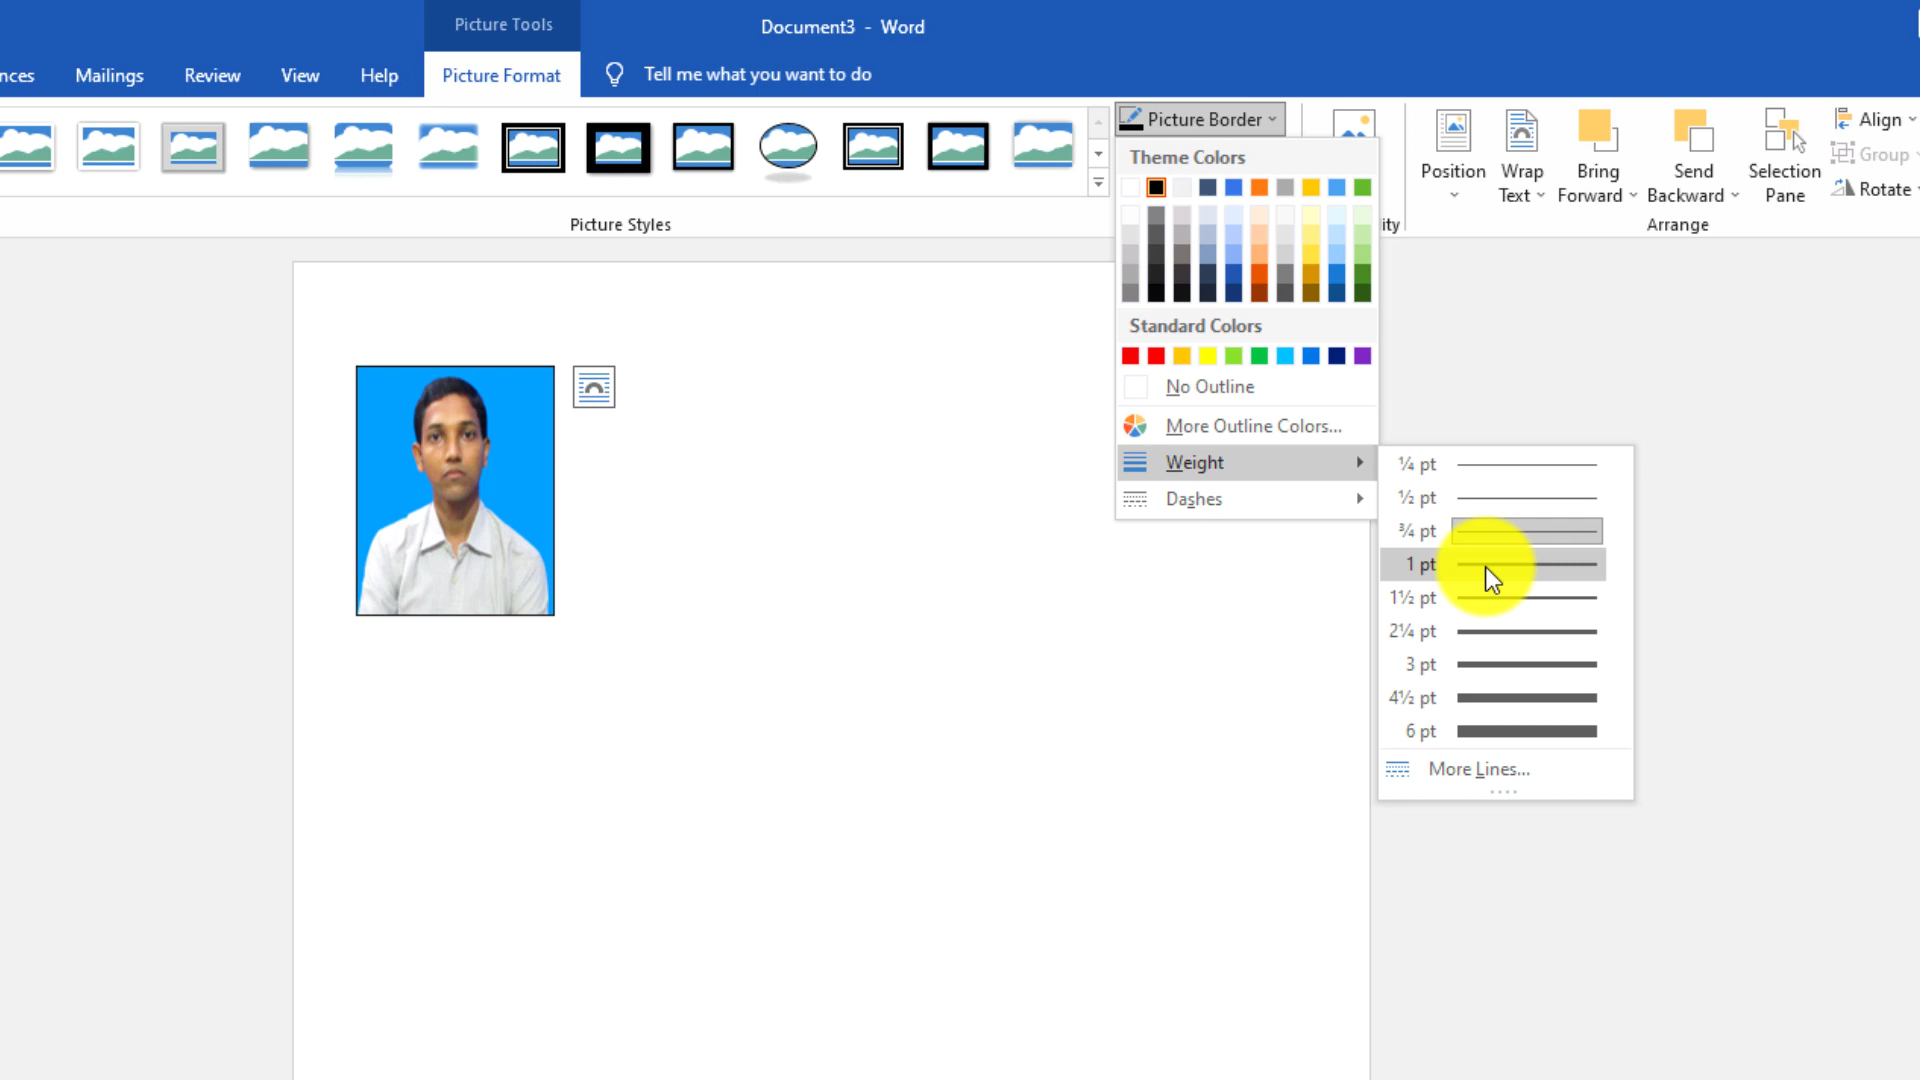 Picture Tools
Document3 - Word
nces Mailings Review View Help Picture Format Tell me what you want to do
Picture Border
Align
Group
Rotate
Position
Wrap Text
Bring Forward
Send Backward
Selection Pane
Picture Styles
ity
Arrange
Theme Colors
Standard Colors
No Outline
More Outline Colors...
Weight
Dashes
¼ pt
½ pt
¾ pt
1 pt
1½ pt
2¼ pt
3 pt
4½ pt
6 pt
More Lines...